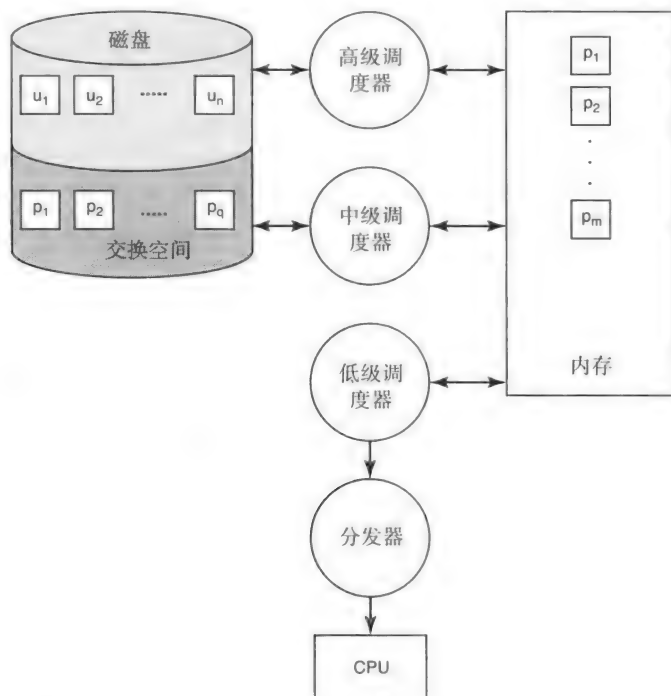 磁盘
u1 u2 ····· un
p1 p2 ····· pq
交换空间
高级调
度器
中级调
度器
低级调
度器
分发器
CPU
p1
p2
·
·
·
·
pm
内存